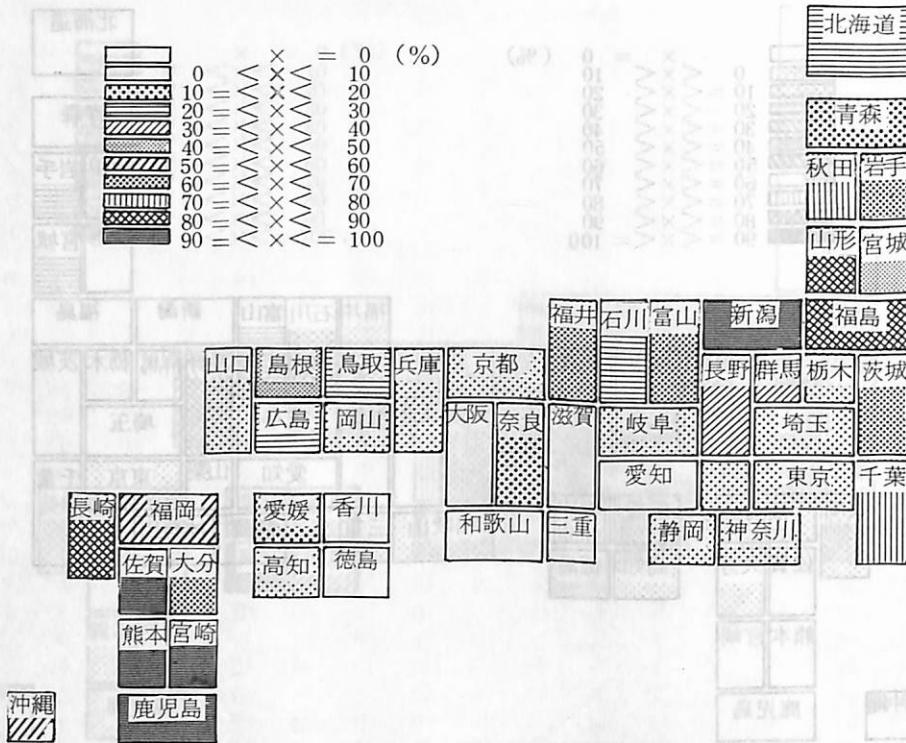 北海道
× = 0 (%)
0 < × < 10
10 = < × < 20
20 = < × < 30
30 = < × < 40
40 = < × < 50
50 = < × < 60
60 = < × < 70
70 = < × < 80
80 = < × < 90
90 = < × < = 100
青森
秋田 岩手
山形 宮城
福井 石川 富山 新潟 福島
山口 島根 鳥取 兵庫 京都 長野 群馬 栃木 茨城
広島 岡山 大阪 奈良 滋賀 岐阜 埼玉
愛知 東京 千葉
長崎 福岡 愛媛 香川 和歌山 三重 静岡 神奈川
佐賀 大分 高知 徳島
熊本 宮崎
沖縄 鹿児島